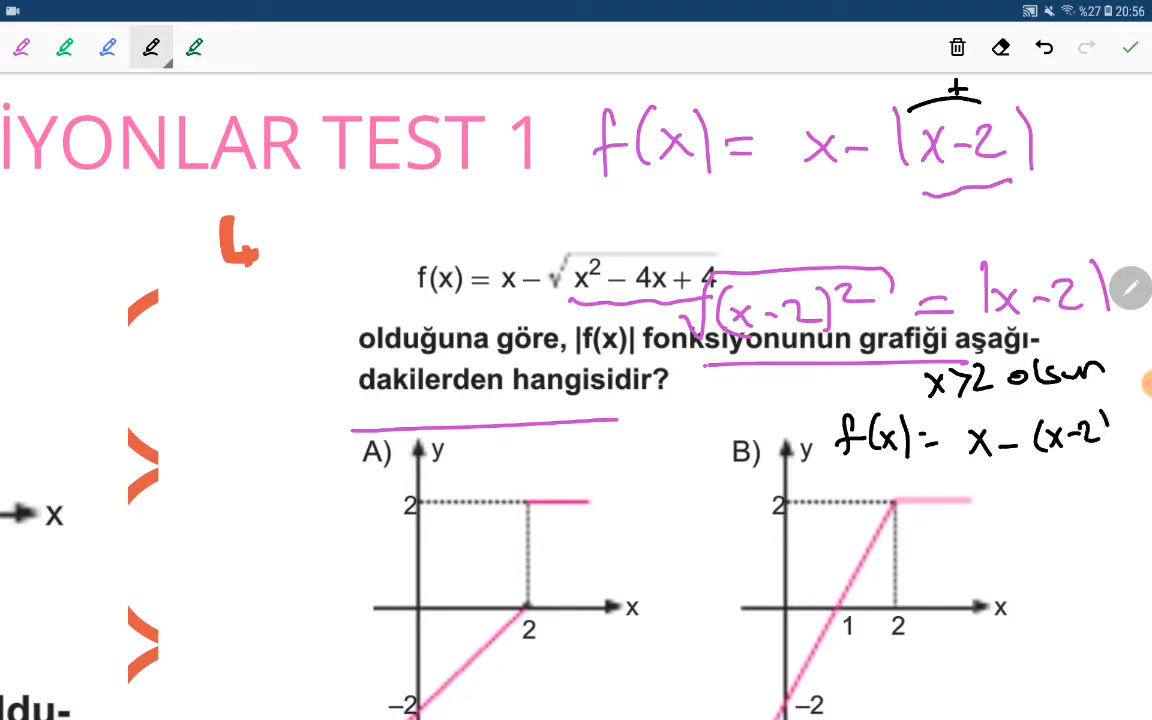 %27 20:56
İYONLAR TEST 1
f(x) = x - |x-2|
+
4
f(x) = x – √x² – 4x + 4
√(x-2)² = |x-2|
olduğuna göre, |f(x)| fonksiyonunun grafiği aşağı-
dakilerden hangisidir?
x>2 olsun
f(x) = x - (x-2)
A) y
2
x
2
–2
B) y
2
x
1 2
–2
x
ldu-